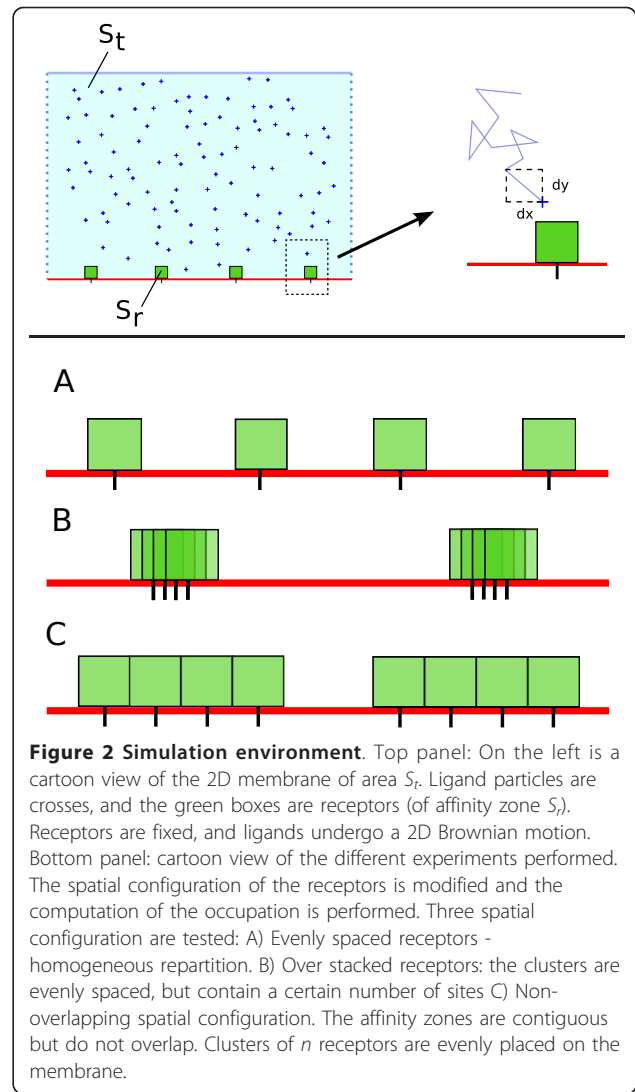 St
dy
dx
Sr
A
B
C
Figure 2 Simulation environment. Top panel: On the left is a
cartoon view of the 2D membrane of area St. Ligand particles are
crosses, and the green boxes are receptors (of affinity zone Sr).
Receptors are fixed, and ligands undergo a 2D Brownian motion.
Bottom panel: cartoon view of the different experiments performed.
The spatial configuration of the receptors is modified and the
computation of the occupation is performed. Three spatial
configuration are tested: A) Evenly spaced receptors -
homogeneous repartition. B) Over stacked receptors: the clusters are
evenly spaced, but contain a certain number of sites C) Non-
overlapping spatial configuration. The affinity zones are contiguous
but do not overlap. Clusters of n receptors are evenly placed on the
membrane.